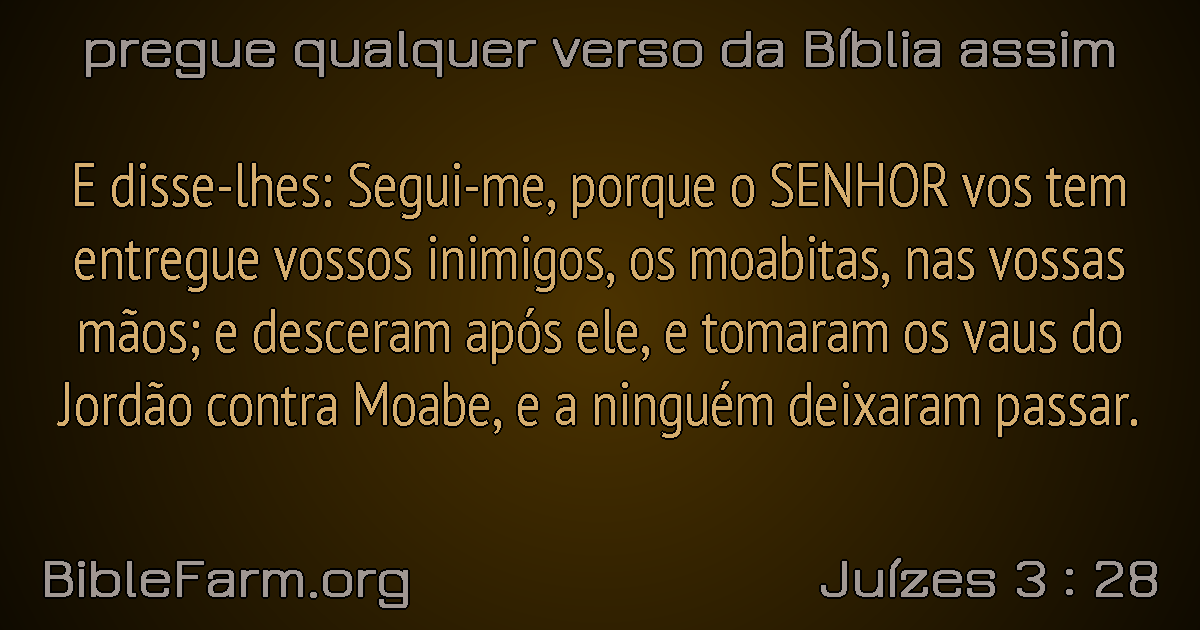 pregue qualquer verso da Bíblia assim
E disse-lhes: Segui-me, porque o SENHOR vos tem
entregue vossos inimigos, os moabitas, nas vossas
mãos; e desceram após ele, e tomaram os vaus do
Jordão contra Moabe, e a ninguém deixaram passar.
BibleFarm.org
Juízes 3 : 28